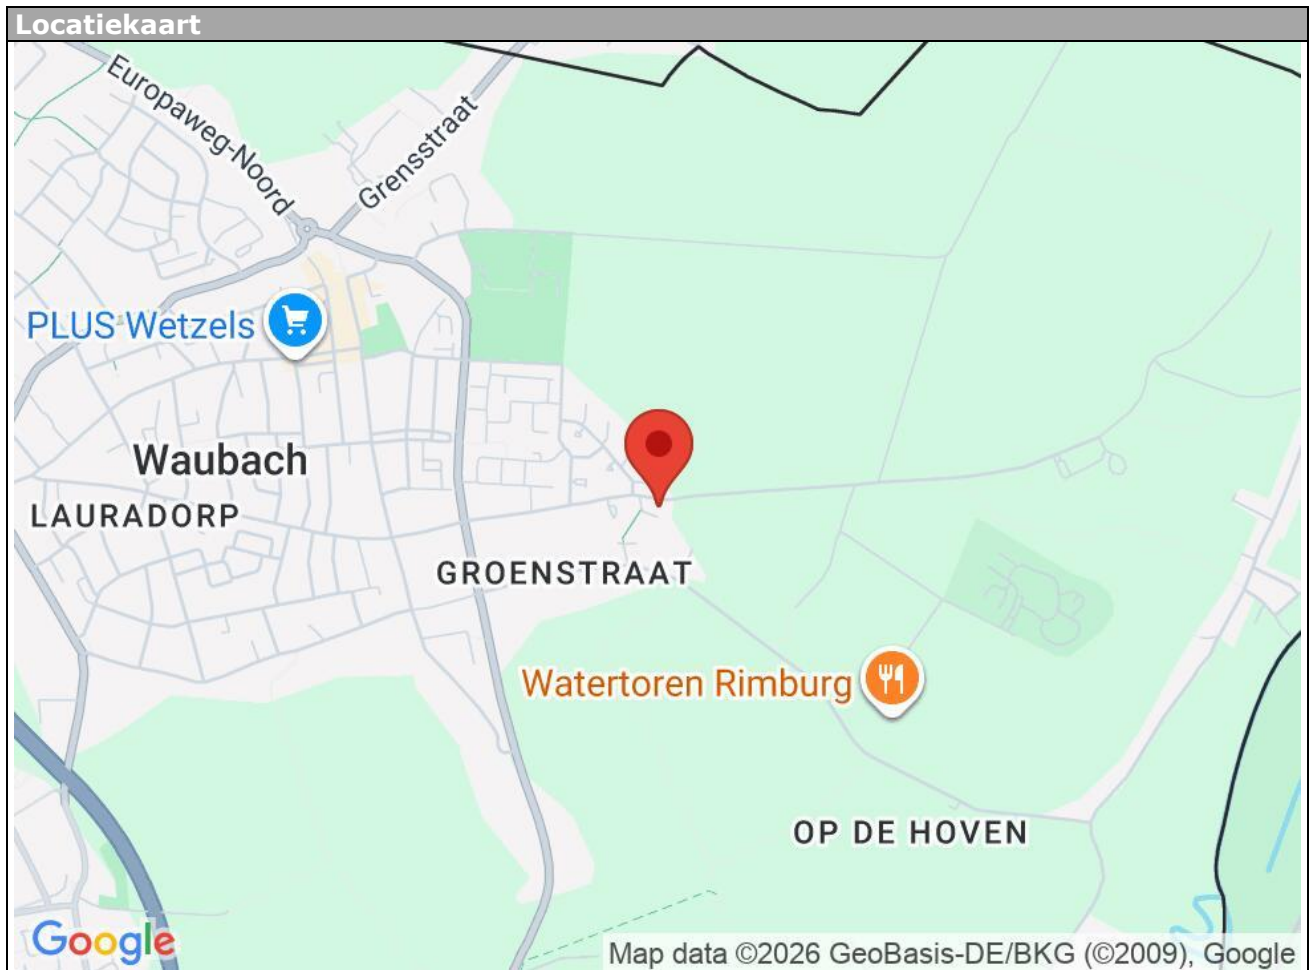 Locatiekaart
Europaweg-Noord
Grensstraat
PLUS Wetzels
Waubach
LAURADORP
GROENSTRAAT
Watertoren Rimburg
OP DE HOVEN
Google
Map data ©2026 GeoBasis-DE/BKG (©2009), Google